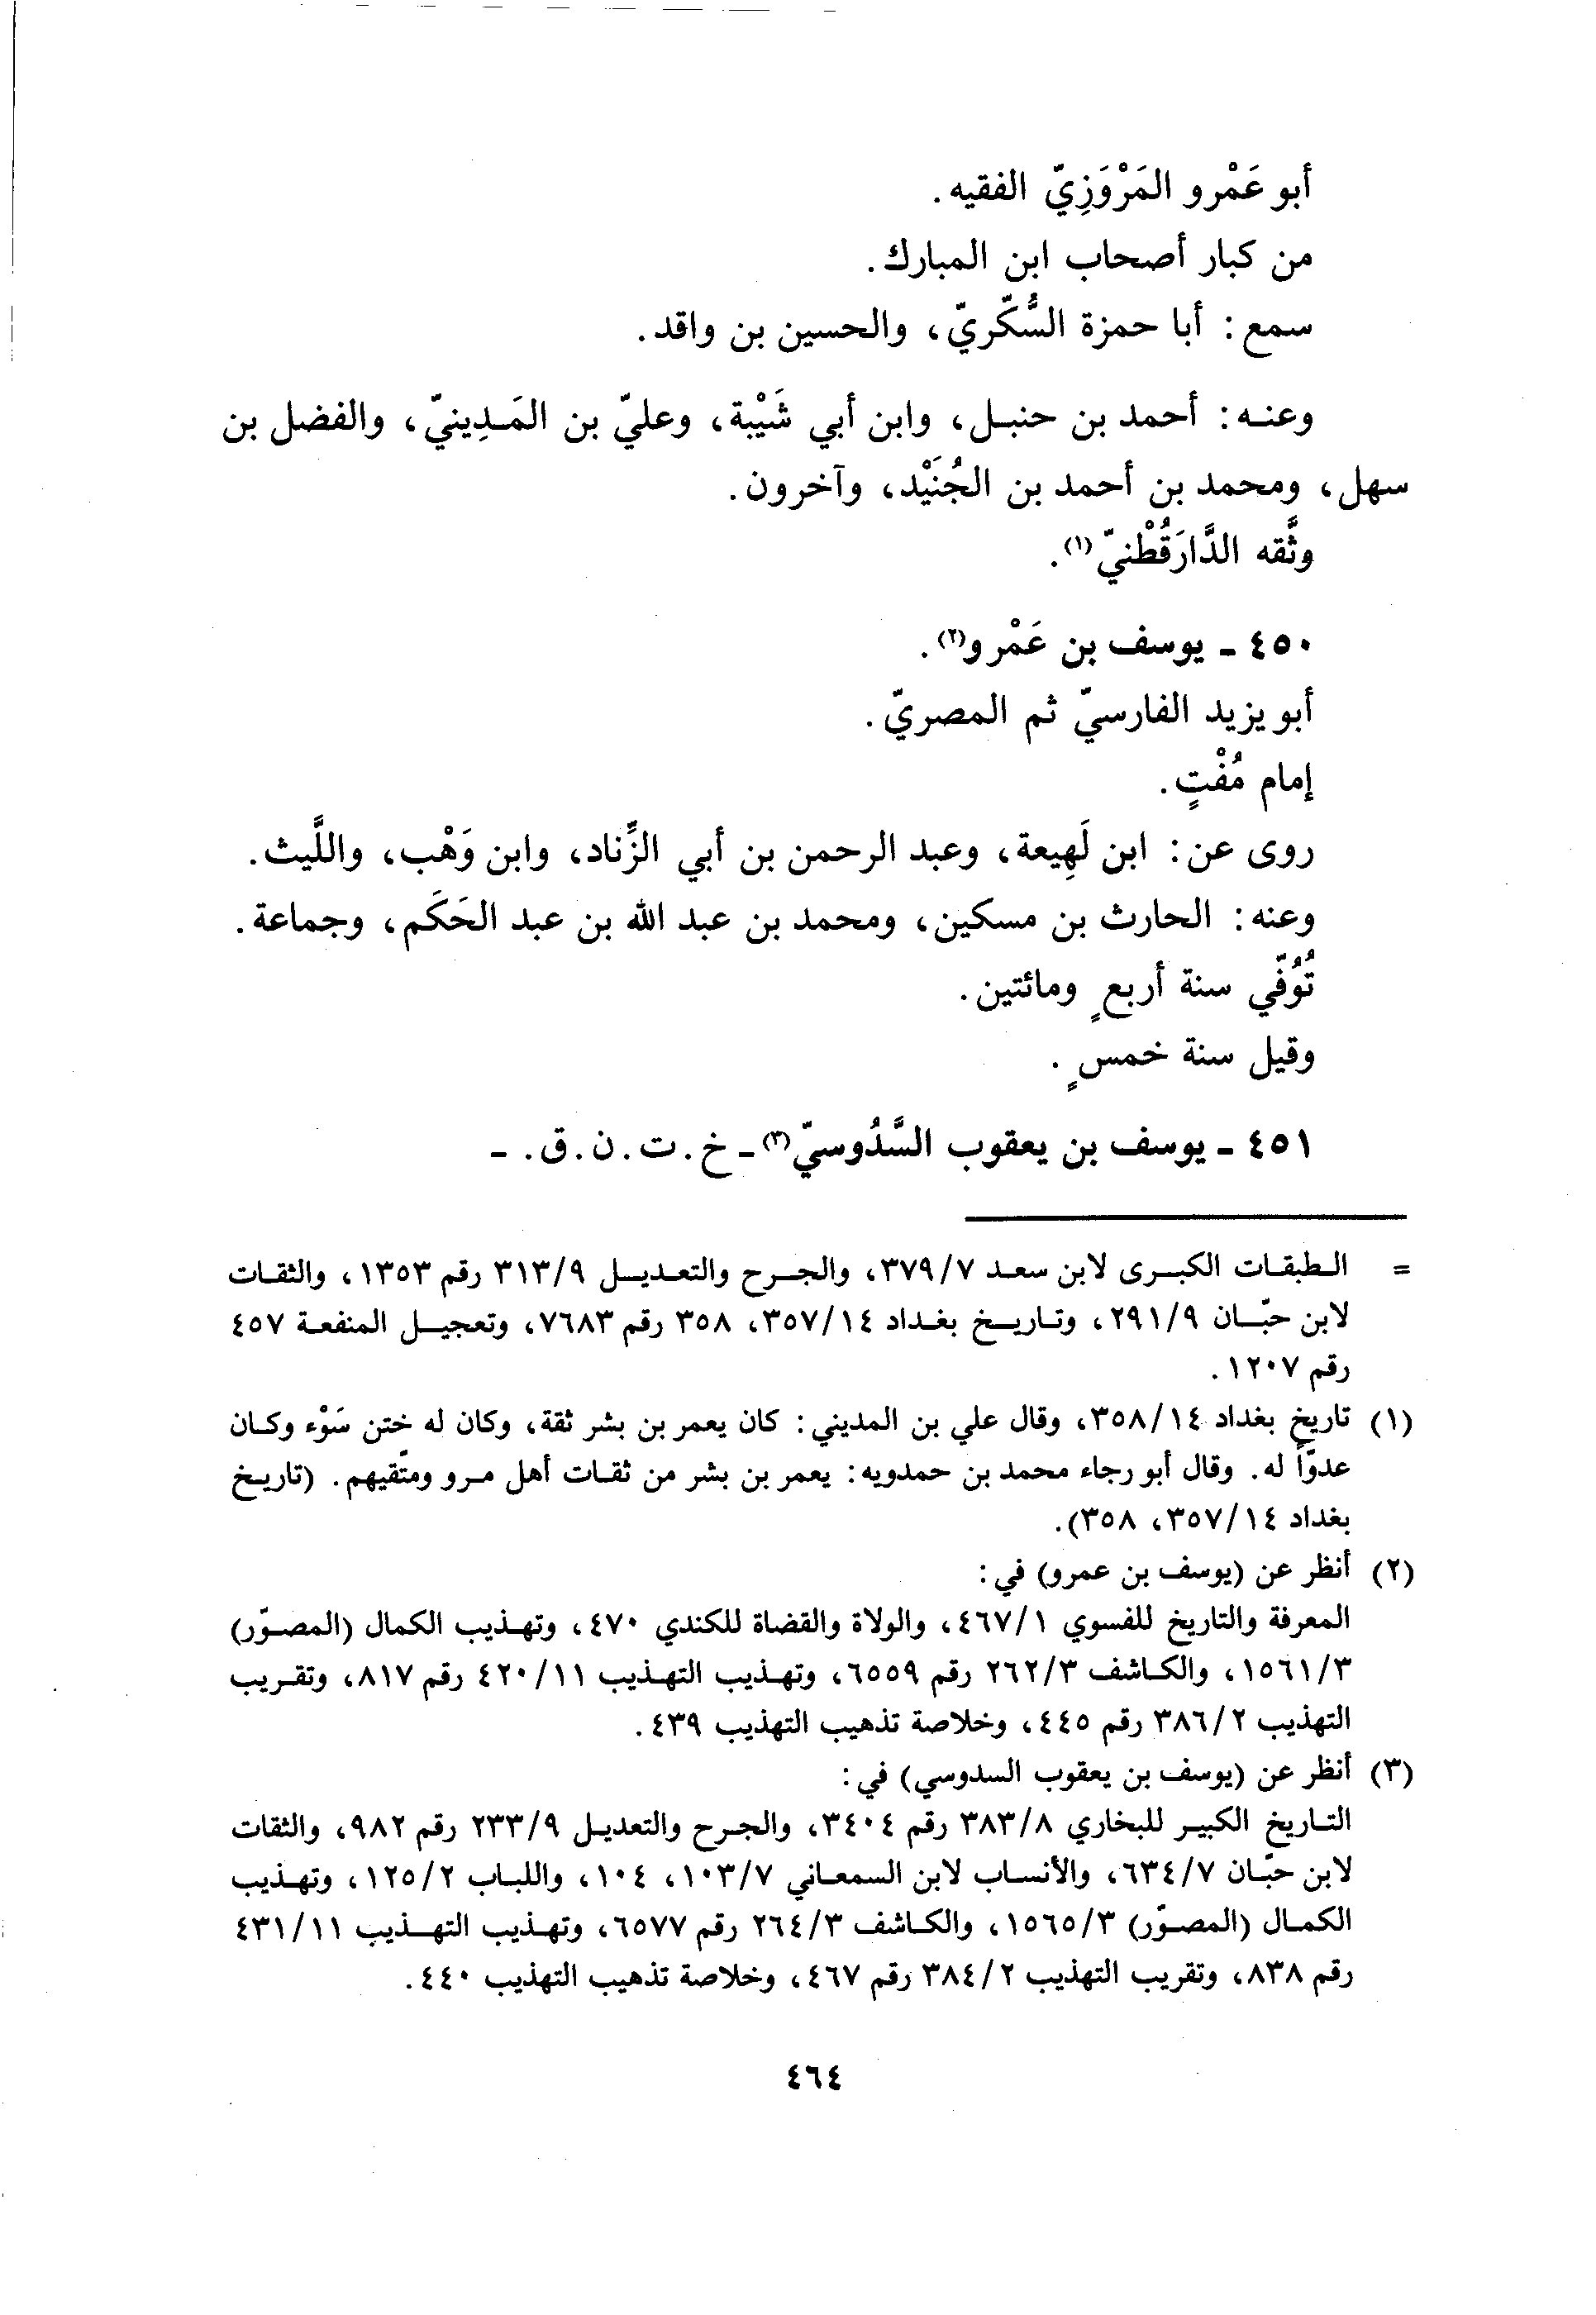 أبو عَمْرو المَرْوَزِيّ الفقيه.
من كبار أصحاب ابن المبارك.
سمع: أبا حمزة السُّكّريّ، والحسين بن واقد.
وعنه: أحمد بن حنبل، وابن أبي شَيْبة، وعليّ بن المَدِينيّ، والفضل بن
سهل، ومحمد بن أحمد بن الجُنَيْد، وآخرون.
وثَّقه الدَّارَقُطْنيّ(١).
٤٥٠ - يوسف بن عَمْرو(٢).
أبو يزيد الفارسيّ ثم المصريّ.
إمام مُفْتٍ.
روى عن: ابن لَهِيعة، وعبد الرحمن بن أبي الزِّناد، وابن وَهْب، واللَّيث.
وعنه: الحارث بن مسكين، ومحمد بن عبد الله بن عبد الحَكَم، وجماعة.
تُوُفّي سنة أربعٍ ومائتين.
وقيل سنة خمسٍ.
٤٥١ - يوسف بن يعقوب السَّدُوسيّ(٣) - خ. ت. ن. ق. -
= الطبقات الكبرى لابن سعد ٣٧٩/٧، والجرح والتعديل ٣١٣/٩ رقم ١٣٥٣، والثقات
لابن حبّان ٢٩١/٩، وتاريخ بغداد ٣٥٧/١٤، ٣٥٨ رقم ٧٦٨٣، وتعجيل المنفعة ٤٥٧
رقم ١٢٠٧.
(١) تاريخ بغداد ٣٥٨/١٤، وقال علي بن المديني: كان يعمر بن بشر ثقة، وكان له ختن سَوْء وكان
عدوّاً له. وقال أبو رجاء محمد بن حمدويه: يعمر بن بشر من ثقات أهل مرو ومتّقيهم. (تاريخ
بغداد ٣٥٧/١٤، ٣٥٨).
(٢) أنظر عن (يوسف بن عمرو) في:
المعرفة والتاريخ للفسوي ٤٦٧/١، والولاة والقضاة للكندي ٤٧٠، وتهذيب الكمال (المصوّر)
١٥٦١/٣، والكاشف ٢٦٢/٣ رقم ٦٥٥٩، وتهذيب التهذيب ٤٢٠/١١ رقم ٨١٧، وتقريب
التهذيب ٣٨٦/٢ رقم ٤٤٥، وخلاصة تذهيب التهذيب ٤٣٩.
(٣) أنظر عن (يوسف بن يعقوب السدوسي) في:
التاريخ الكبير للبخاري ٣٨٣/٨ رقم ٣٤٠٤، والجرح والتعديل ٢٣٣/٩ رقم ٩٨٢، والثقات
لابن حبّان ٦٣٤/٧، والأنساب لابن السمعاني ١٠٣/٧، ١٠٤، واللباب ١٢٥/٢، وتهذيب
الكمال (المصوّر) ١٥٦٥/٣، والكاشف ٢٦٤/٣ رقم ٦٥٧٧، وتهذيب التهذيب ٤٣١/١١
رقم ٨٣٨، وتقريب التهذيب ٣٨٤/٢ رقم ٤٦٧، وخلاصة تذهيب التهذيب ٤٤٠.
٤٦٤